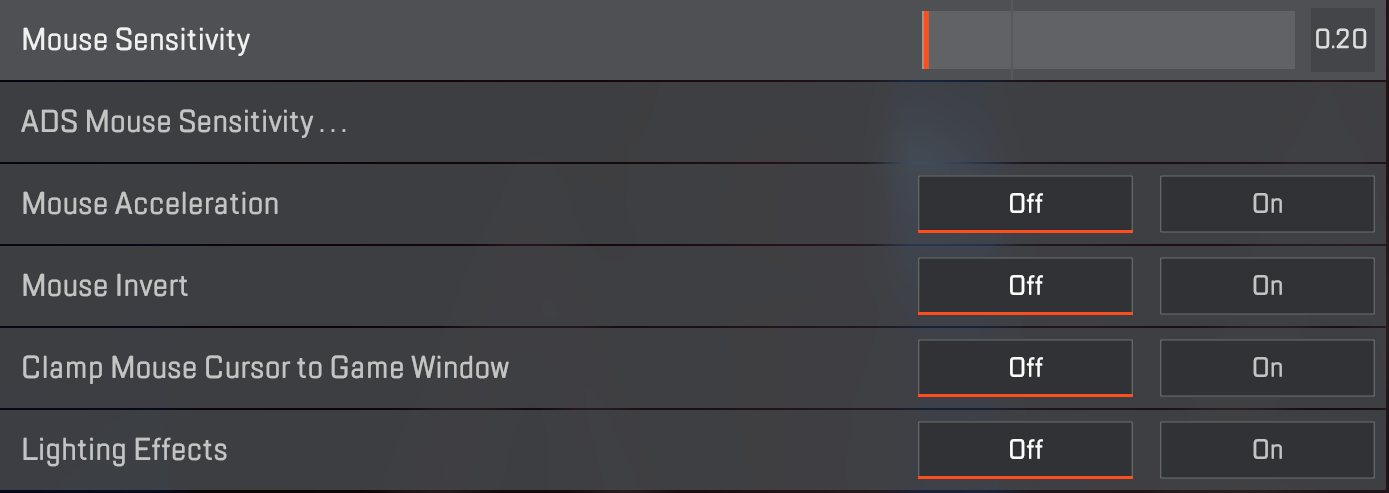 Mouse Sensitivity 0.20
ADS Mouse Sensitivity...
Mouse Acceleration Off On
Mouse Invert Off On
Clamp Mouse Cursor to Game Window Off On
Lighting Effects Off On